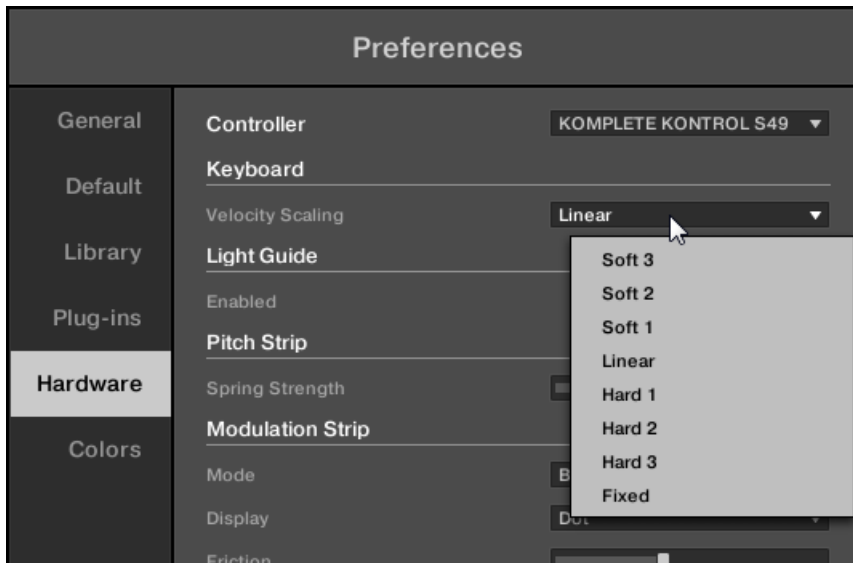 Preferences
General
Default
Library
Plug-ins
Hardware
Colors
Controller KOMPLETE KONTROL S49
Keyboard
Velocity Scaling Linear
Light Guide
Enabled
Pitch Strip
Spring Strength
Modulation Strip
Mode
Display
Friction
Soft 3
Soft 2
Soft 1
Linear
Hard 1
Hard 2
Hard 3
Fixed